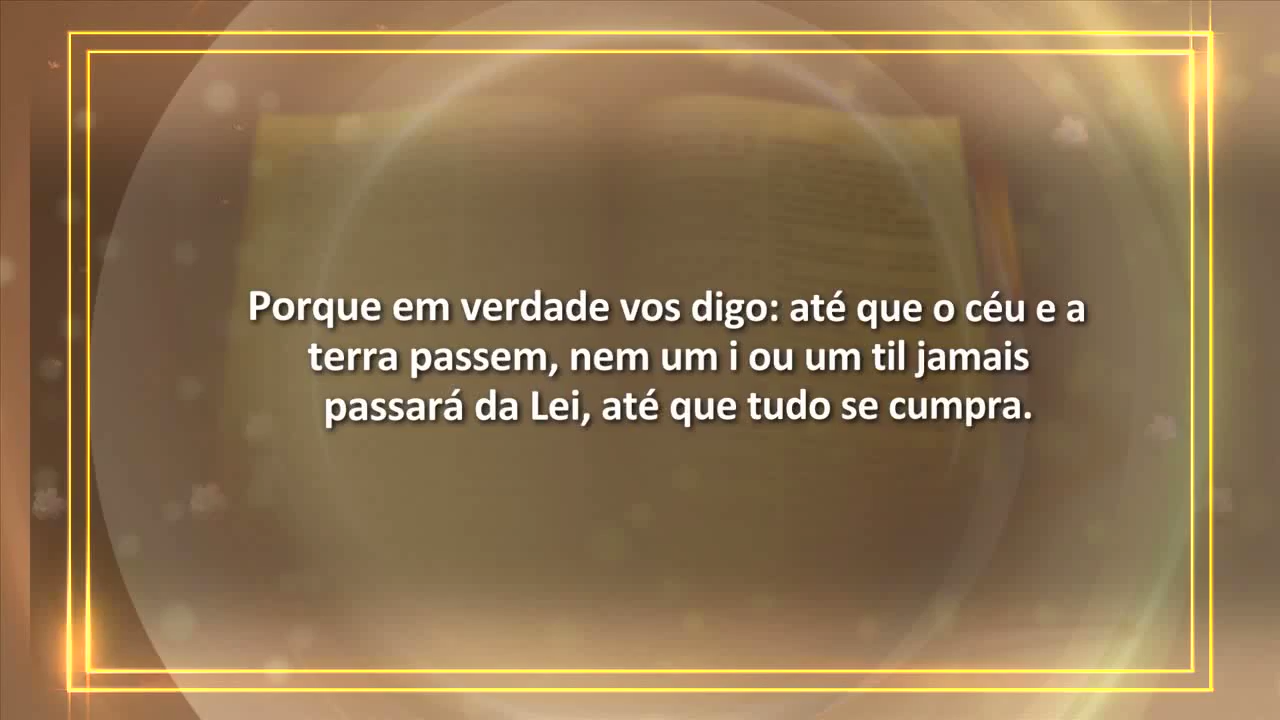 Porque em verdade vos digo: até que o céu e a
terra passem, nem um i ou um til jamais
passará da Lei, até que tudo se cumpra.